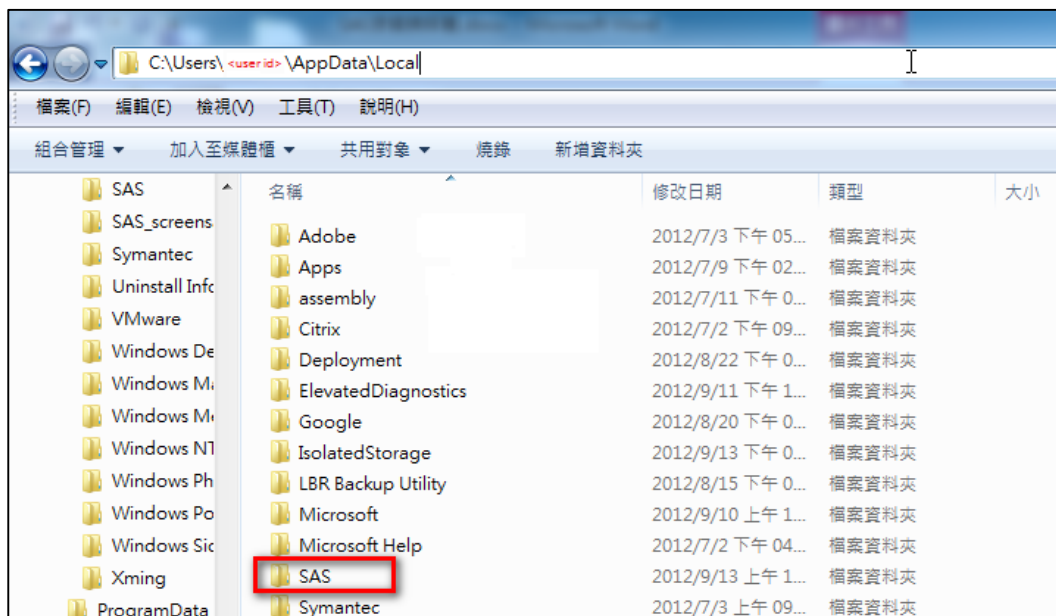 C:\Users\ <user id> \AppData\Local
檔案(F) 編輯(E) 檢視(V) 工具(T) 說明(H)
組合管理 加入至媒體櫃 共用對象 燒錄 新增資料夾
SAS
SAS_screens
Symantec
Uninstall Info
VMware
Windows De
Windows Ma
Windows Me
Windows NT
Windows Ph
Windows Po
Windows Sid
Xming
ProgramData
名稱 修改日期 類型 大小
Adobe 2012/7/3 下午 05... 檔案資料夾
Apps 2012/7/9 下午 02... 檔案資料夾
assembly 2012/7/11 下午 0... 檔案資料夾
Citrix 2012/7/2 下午 09... 檔案資料夾
Deployment 2012/8/22 下午 0... 檔案資料夾
ElevatedDiagnostics 2012/9/11 下午 1... 檔案資料夾
Google 2012/8/20 下午 0... 檔案資料夾
IsolatedStorage 2012/9/13 下午 0... 檔案資料夾
LBR Backup Utility 2012/8/15 下午 0... 檔案資料夾
Microsoft 2012/9/10 上午 1... 檔案資料夾
Microsoft Help 2012/7/2 下午 04... 檔案資料夾
SAS 2012/9/13 上午 1... 檔案資料夾
Symantec 2012/7/3 上午 09... 檔案資料夾